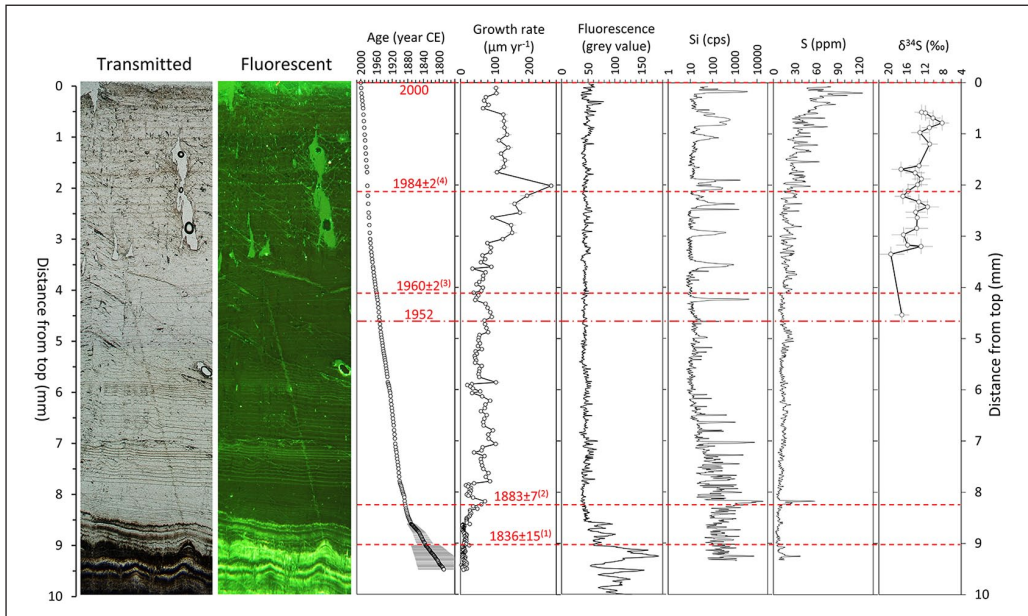 Transmitted
Fluorescent
Age (year CE)
2000 1960 1920 1880 1840 1800
Growth rate
(µm yr⁻¹)
0 100 200
Fluorescence
(grey value)
0 50 100 150
Si (cps)
1 10 100 1000 10000
S (ppm)
0 30 60 90 120
δ³⁴S (‰)
20 16 12 8 4
Distance from top (mm)
0
1
2
3
4
5
6
7
8
9
10
2000
1984±2⁽⁴⁾
1960±2⁽³⁾
1952
1883±7⁽²⁾
1836±15⁽¹⁾
0
1
2
3
4
5
6
7
8
9
10
Distance from top (mm)